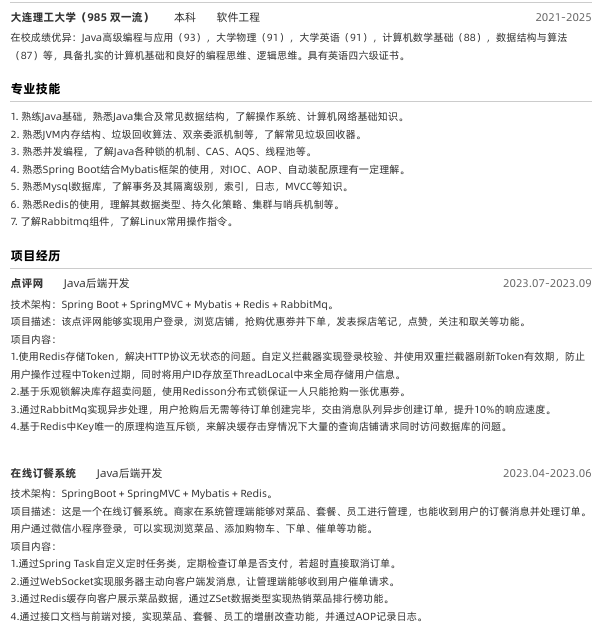 大连理工大学（985 双一流） 本科 软件工程 2021-2025
在校成绩优异：Java高级编程与应用（93），大学物理（91），大学英语（91），计算机数学基础（88），数据结构与算法
（87）等，具备扎实的计算机基础和良好的编程思维、逻辑思维。具有英语四六级证书。
专业技能
1. 熟练Java基础，熟悉Java集合及常见数据结构，了解操作系统、计算机网络基础知识。
2. 熟悉JVM内存结构、垃圾回收算法、双亲委派机制等，了解常见垃圾回收器。
3. 熟悉并发编程，了解Java各种锁的机制、CAS、AQS、线程池等。
4. 熟悉Spring Boot结合Mybatis框架的使用，对IOC、AOP、自动装配原理有一定理解。
5. 熟悉Mysql数据库，了解事务及其隔离级别，索引，日志，MVCC等知识。
6. 熟悉Redis的使用，理解其数据类型、持久化策略、集群与哨兵机制等。
7. 了解Rabbitmq组件，了解Linux常用操作指令。
项目经历
点评网 Java后端开发 2023.07-2023.09
技术架构：Spring Boot + SpringMVC + Mybatis + Redis + RabbitMq。
项目描述：该点评网能够实现用户登录，浏览店铺，抢购优惠券并下单，发表探店笔记，点赞，关注和取关等功能。
项目内容：
1.使用Redis存储Token，解决HTTP协议无状态的问题。自定义拦截器实现登录校验、并使用双重拦截器刷新Token有效期，防止
用户操作过程中Token过期，同时将用户ID存放至ThreadLocal中来全局存储用户信息。
2.基于乐观锁解决库存超卖问题，使用Redisson分布式锁保证一人只能抢购一张优惠券。
3.通过RabbitMq实现异步处理，用户抢购后无需等待订单创建完毕，交由消息队列异步创建订单，提升10%的响应速度。
4.基于Redis中Key唯一的原理构造互斥锁，来解决缓存击穿情况下大量的查询店铺请求同时访问数据库的问题。
在线订餐系统 Java后端开发 2023.04-2023.06
技术架构：SpringBoot + SpringMVC + Mybatis + Redis。
项目描述：这是一个在线订餐系统。商家在系统管理端能够对菜品、套餐、员工进行管理，也能收到用户的订餐消息并处理订单。
用户通过微信小程序登录，可以实现浏览菜品、添加购物车、下单、催单等功能。
项目内容：
1.通过Spring Task自定义定时任务类，定期检查订单是否支付，若超时直接取消订单。
2.通过WebSocket实现服务器主动向客户端发消息，让管理端能够收到用户催单请求。
3.通过Redis缓存向客户展示菜品数据，通过ZSet数据类型实现热销菜品排行榜功能。
4.通过接口文档与前端对接，实现菜品、套餐、员工的增删改查功能，并通过AOP记录日志。